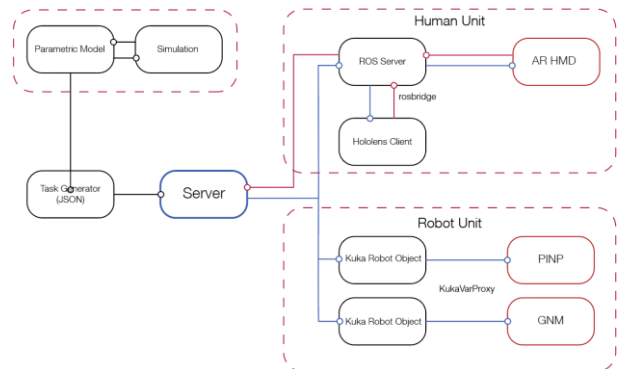 Human Unit
Parametric Model
Simulation
ROS Server
AR HMD
rosbridge
Hololens Client
Task Generator
(JSON)
Server
Robot Unit
Kuka Robot Object
PINP
KukaVarProxy
Kuka Robot Object
GNM